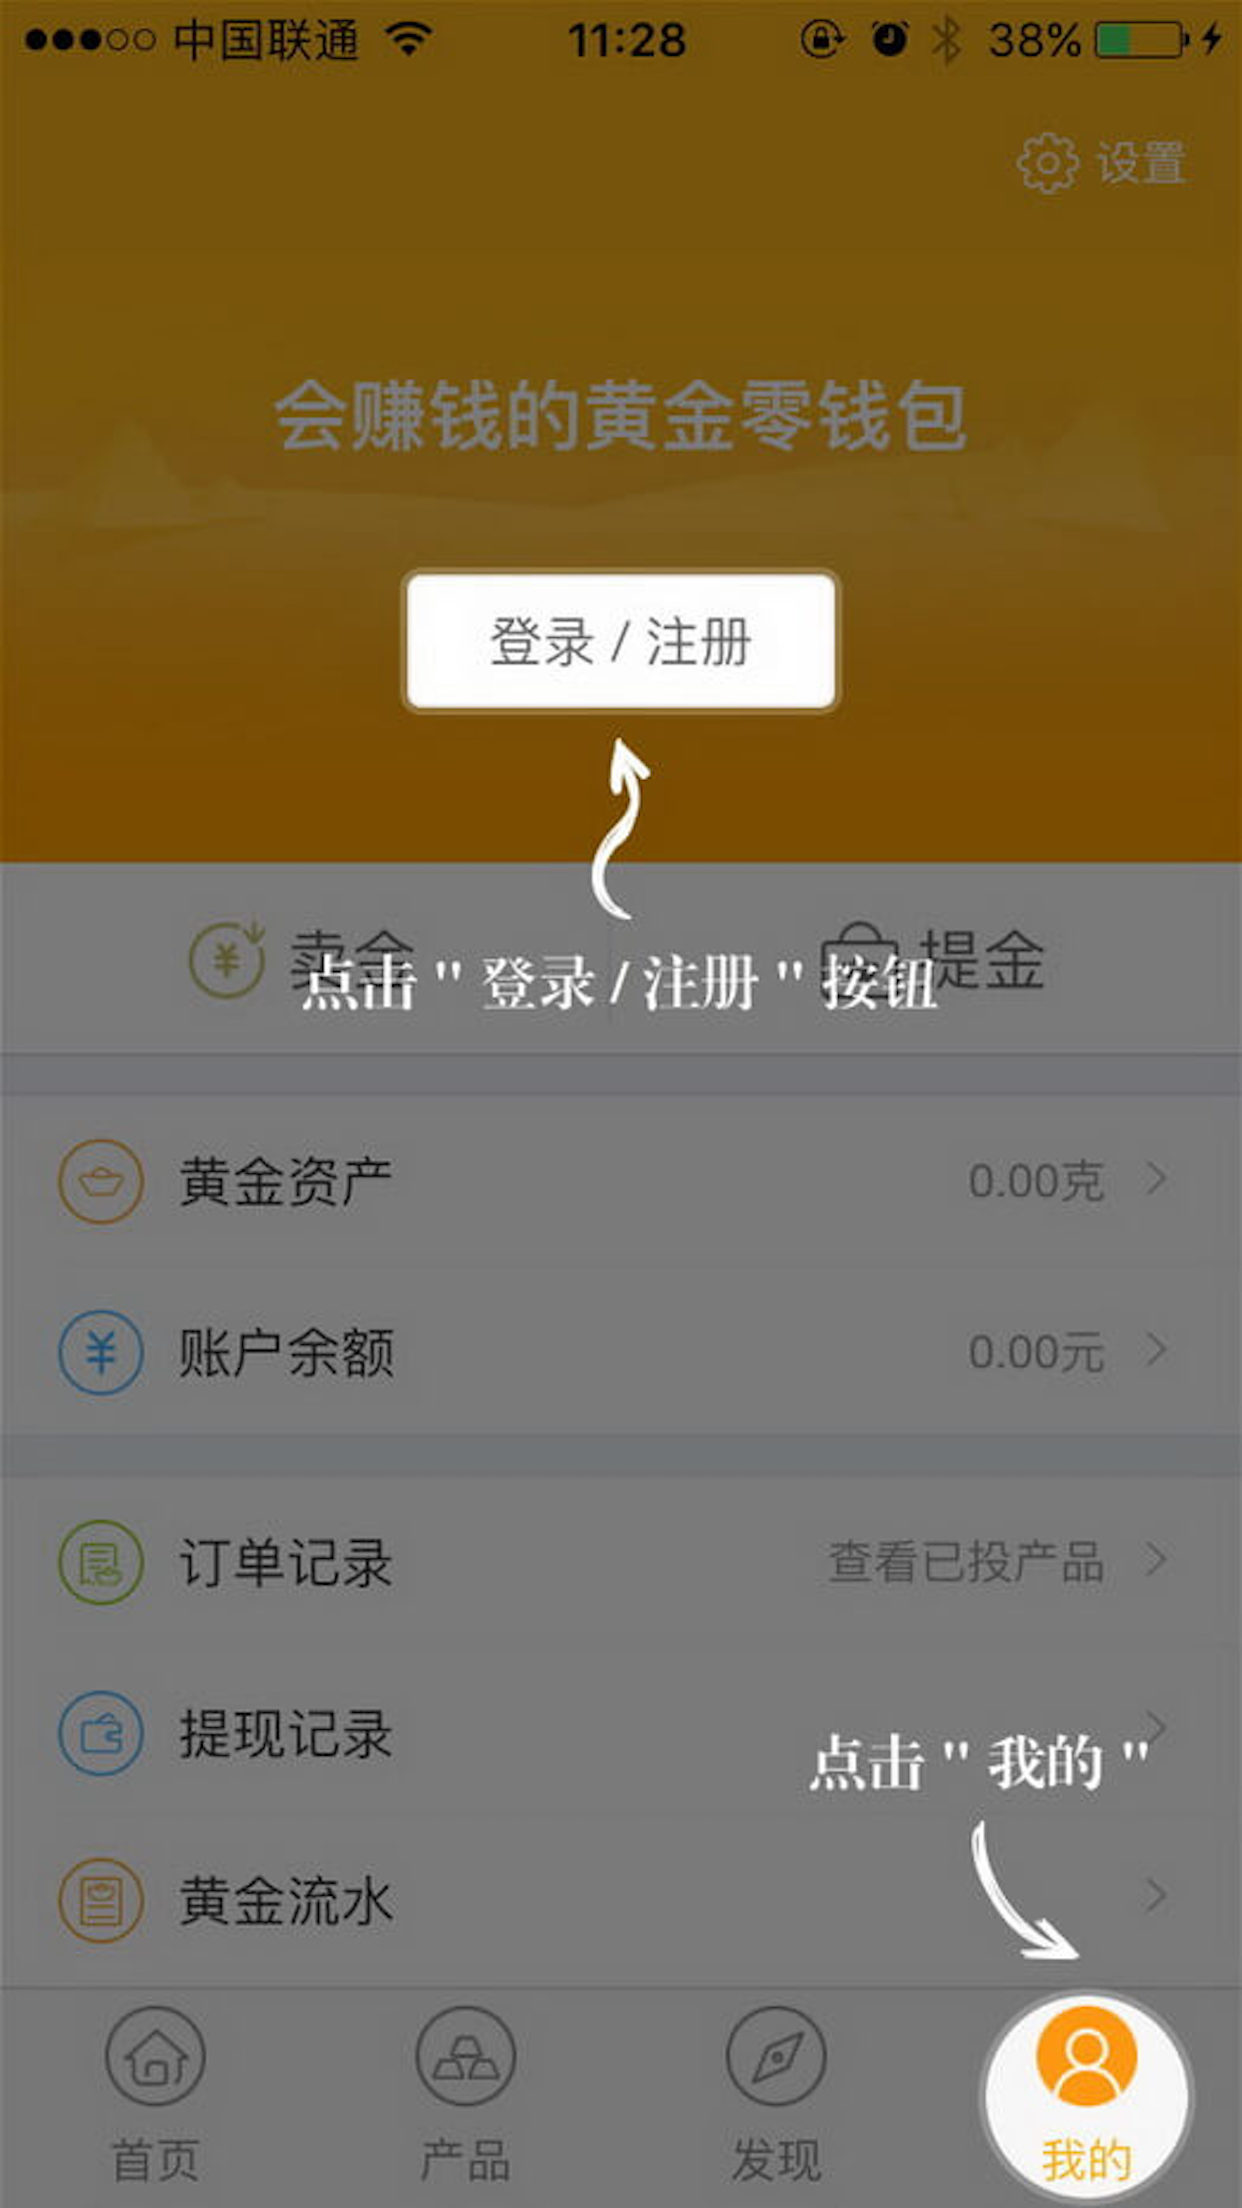 中国联通 11:28 38%
设置
会赚钱的黄金零钱包
登录 / 注册
卖金 提金
点击 " 登录 / 注册 " 按钮
黄金资产 0.00克
账户余额 0.00元
订单记录 查看已投产品
提现记录
点击 " 我的 "
黄金流水
首页 产品 发现 我的